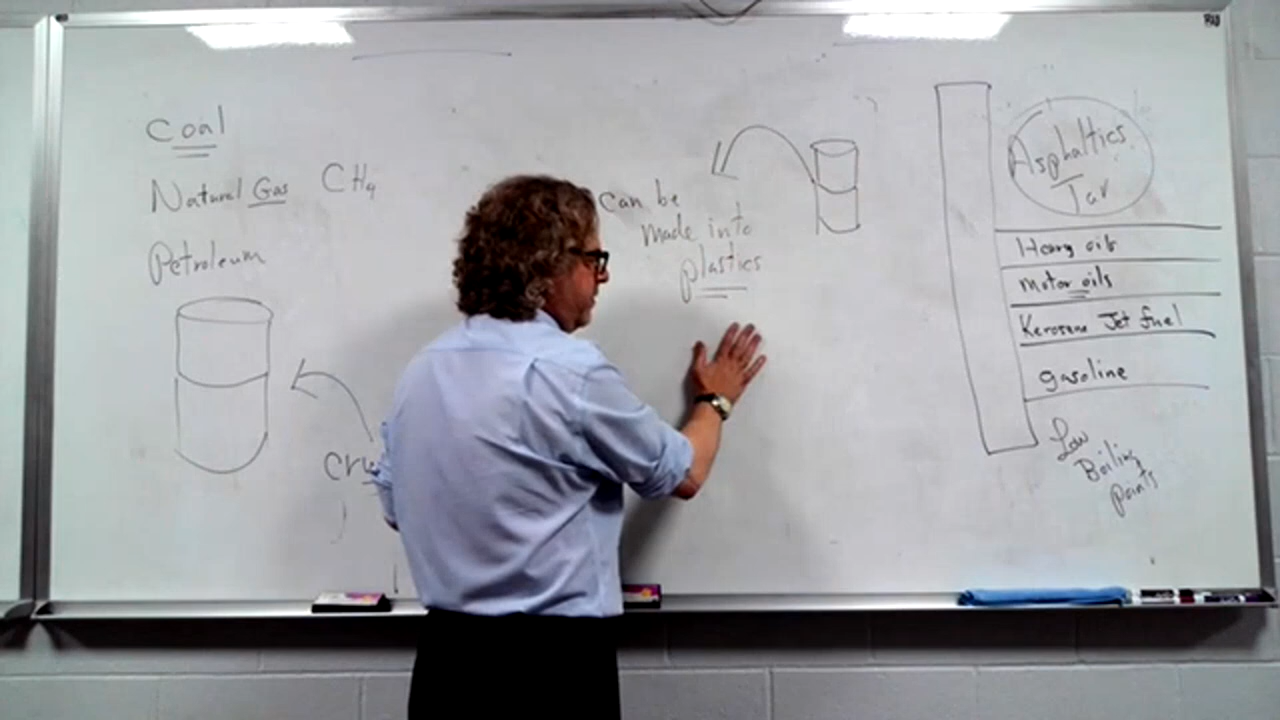 Coal
Natural Gas CH4
Petroleum
can be
made into
plastics
Asphaltics
Tar
Heavy oils
Motor oils
Kerosene Jet fuel
gasoline
Low
Boiling
points